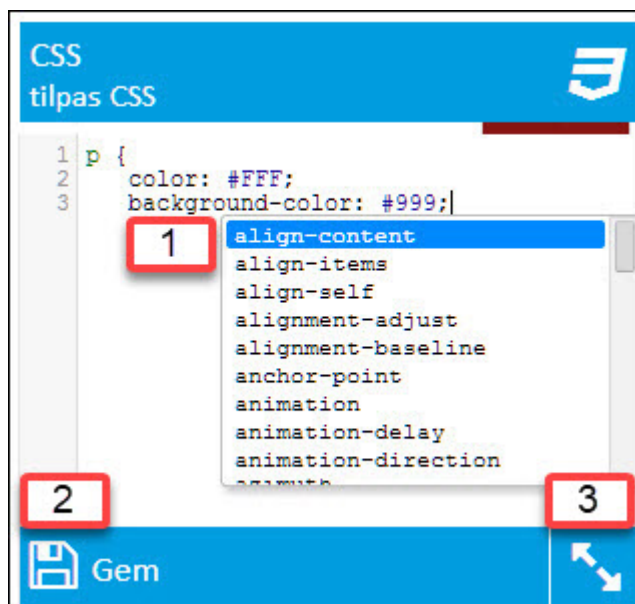 CSS
tilpas CSS
1 p {
2 color: #FFF;
3 background-color: #999;
1
align-content
align-items
align-self
alignment-adjust
alignment-baseline
anchor-point
animation
animation-delay
animation-direction
azimuth
2
3
Gem